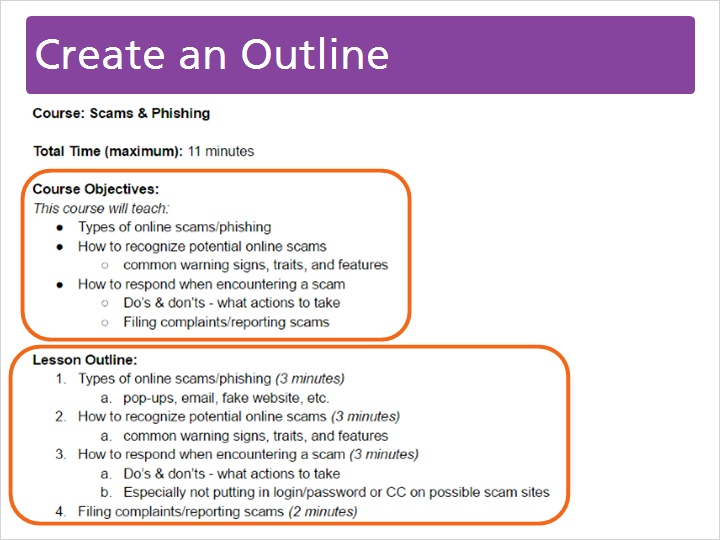 Create an Outline
Course: Scams & Phishing
Total Time (maximum): 11 minutes
Course Objectives:
This course will teach:
● Types of online scams/phishing
● How to recognize potential online scams
○ common warning signs, traits, and features
● How to respond when encountering a scam
○ Do's & don'ts - what actions to take
○ Filing complaints/reporting scams
Lesson Outline:
1. Types of online scams/phishing (3 minutes)
a. pop-ups, email, fake website, etc.
2. How to recognize potential online scams (3 minutes)
a. common warning signs, traits, and features
3. How to respond when encountering a scam (3 minutes)
a. Do's & don'ts - what actions to take
b. Especially not putting in login/password or CC on possible scam sites
4. Filing complaints/reporting scams (2 minutes)